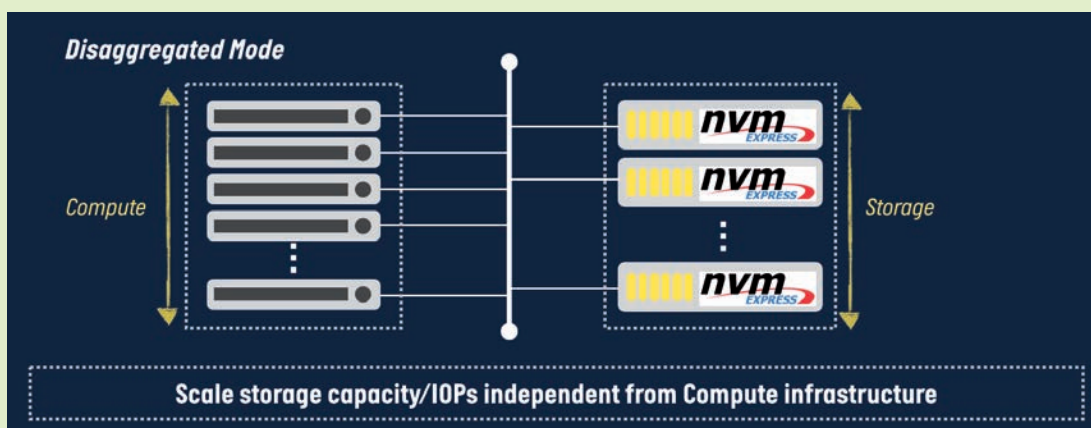 Disaggregated Mode
Compute
nvm
EXPRESS
nvm
EXPRESS
nvm
EXPRESS
Storage
Scale storage capacity/IOPs independent from Compute infrastructure